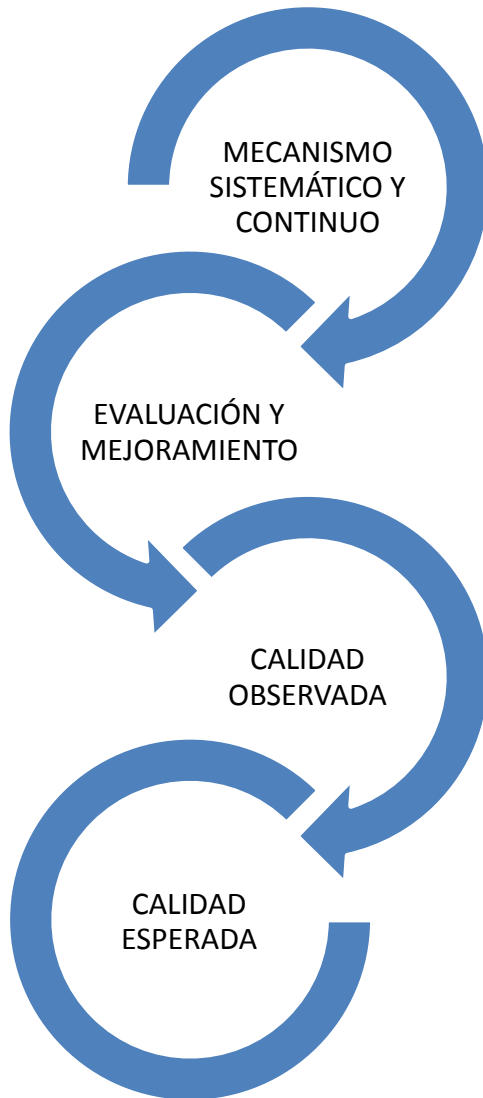 MECANISMO
SISTEMÁTICO Y
CONTINUO
EVALUACIÓN Y
MEJORAMIENTO
CALIDAD
OBSERVADA
CALIDAD
ESPERADA